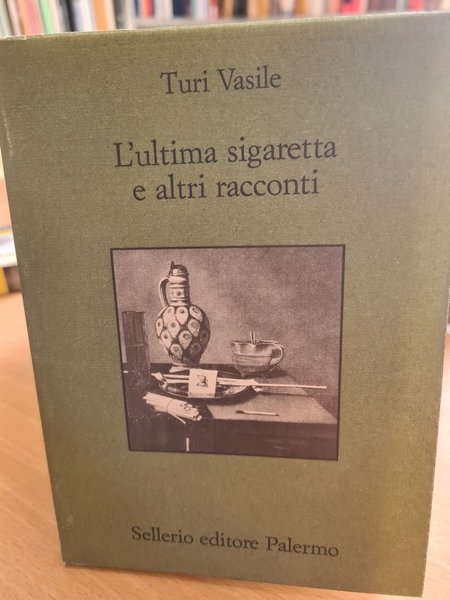 Turi Vasile
L'ultima sigaretta
e altri racconti
Sellerio editore Palermo